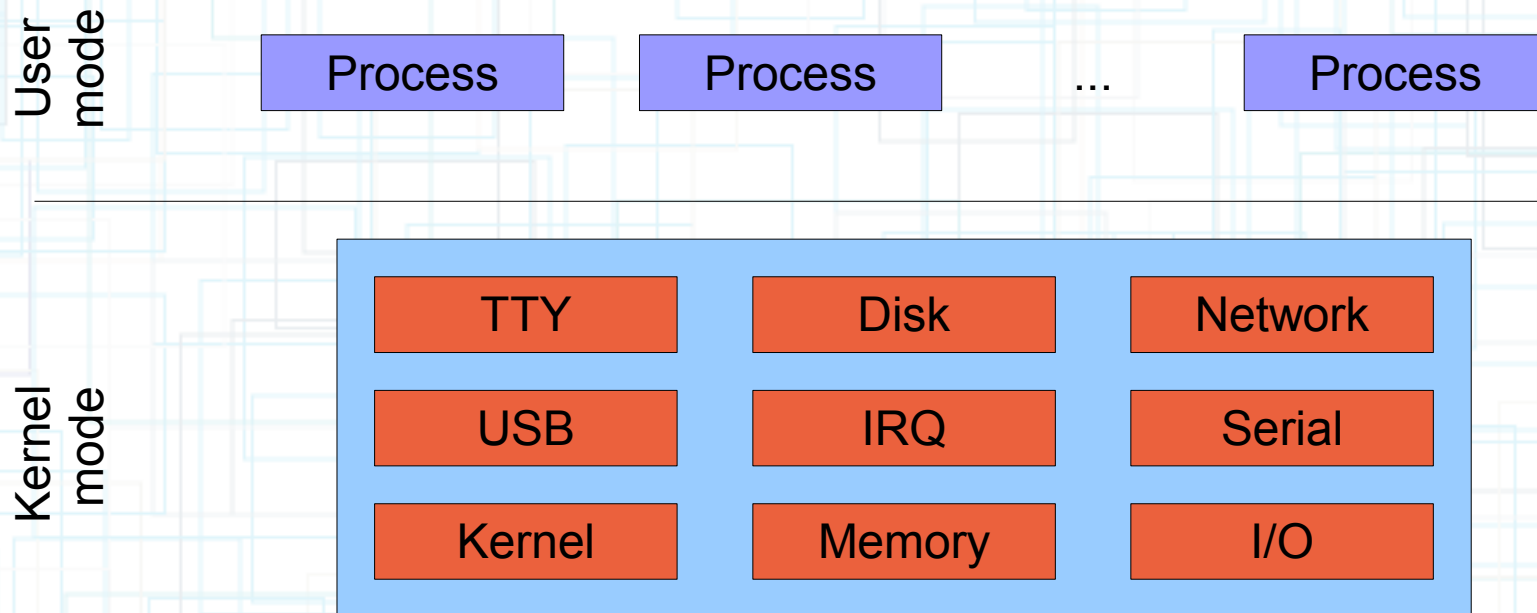 User
mode
Process Process ... Process
TTY Disk Network
Kernel
mode
USB IRQ Serial
Kernel Memory I/O